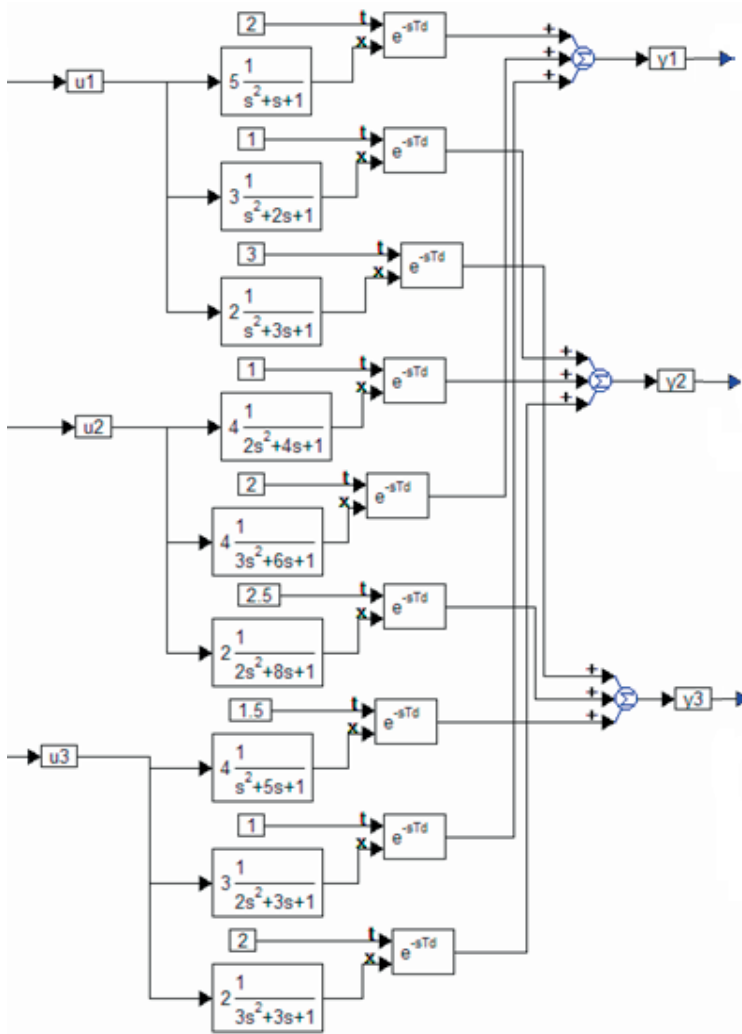 2 t e^-sTd + + + Σ y1
u1 x 5 1/(s^2+s+1)
1 t e^-sTd
x 3 1/(s^2+2s+1)
3 t e^-sTd
x 2 1/(s^2+3s+1)
1 t e^-sTd + + + Σ y2
u2 x 4 1/(2s^2+4s+1)
2 t e^-sTd
x 4 1/(3s^2+6s+1)
2.5 t e^-sTd
x 2 1/(2s^2+8s+1)
1.5 t e^-sTd + + + Σ y3
u3 x 4 1/(s^2+5s+1)
1 t e^-sTd
x 3 1/(2s^2+3s+1)
2 t e^-sTd
x 2 1/(3s^2+3s+1)